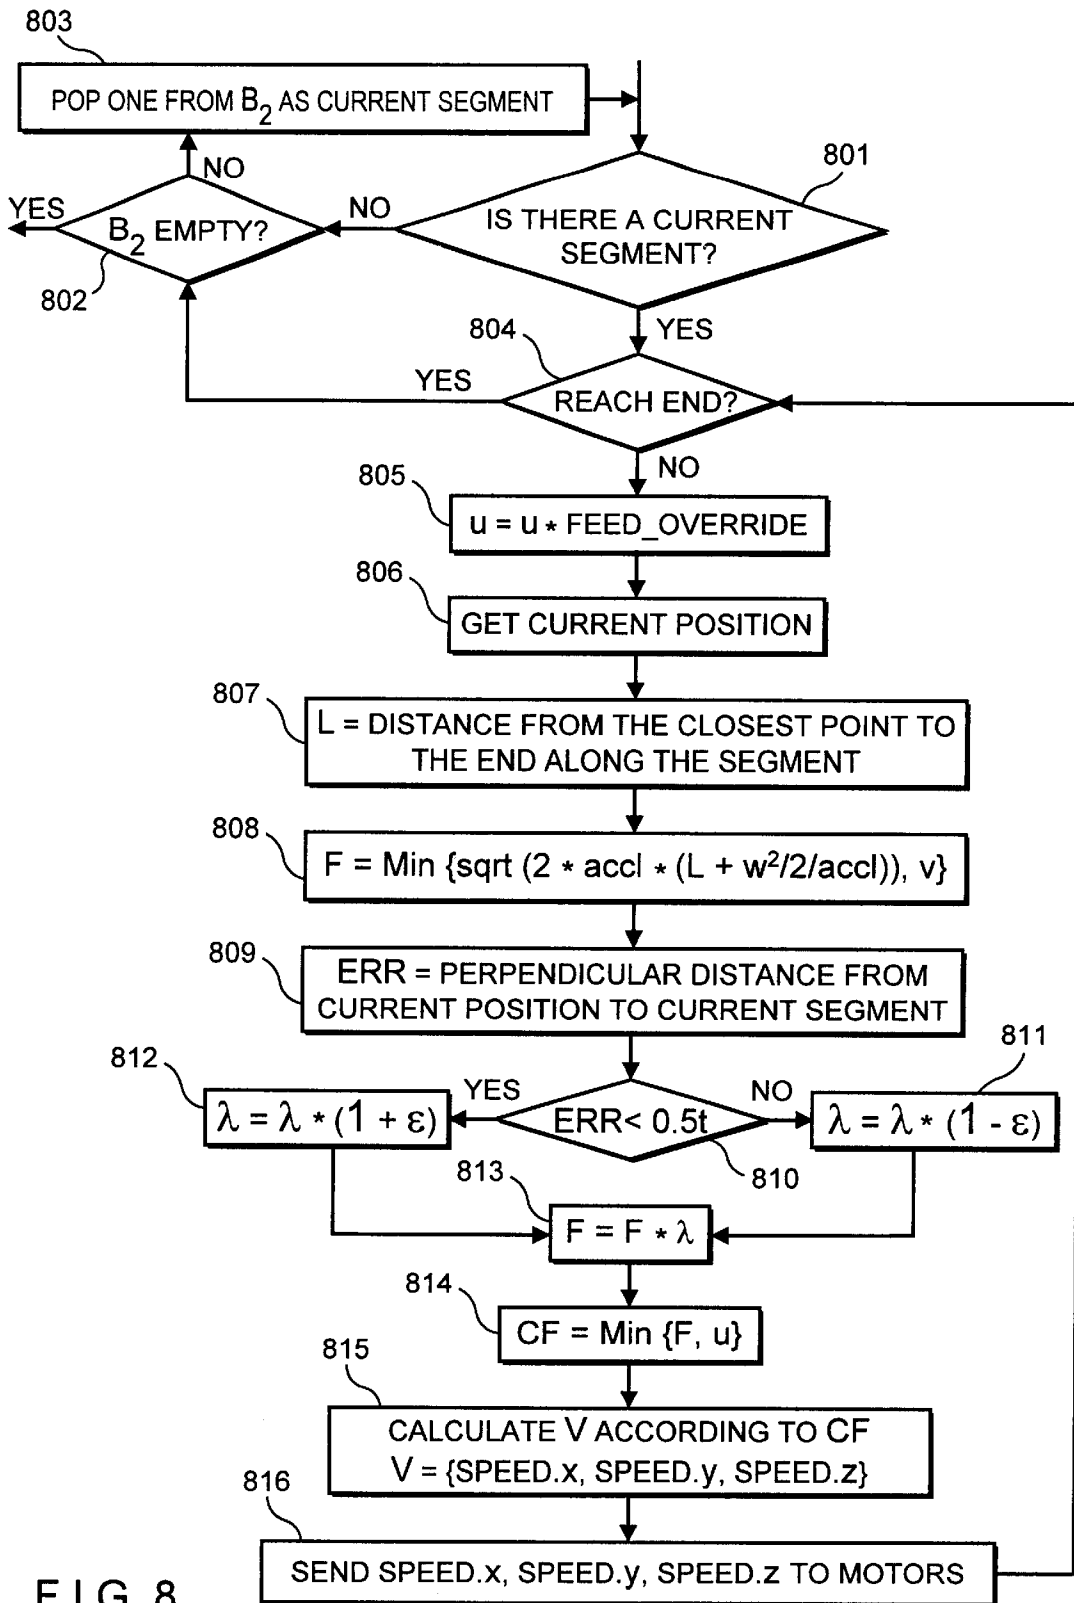 803
POP ONE FROM B₂ AS CURRENT SEGMENT
801
NO
YES
B₂ EMPTY?
NO
IS THERE A CURRENT
SEGMENT?
802
804
YES
YES
REACH END?
NO
805
u = u * FEED_OVERRIDE
806
GET CURRENT POSITION
807
L = DISTANCE FROM THE CLOSEST POINT TO
THE END ALONG THE SEGMENT
808
F = Min {sqrt (2 * accl * (L + w²/2/accl)), v}
809
ERR = PERPENDICULAR DISTANCE FROM
CURRENT POSITION TO CURRENT SEGMENT
812
811
YES
NO
λ = λ * (1 + ε)
ERR< 0.5t
λ = λ * (1 - ε)
810
813
F = F * λ
814
CF = Min {F, u}
815
CALCULATE V ACCORDING TO CF
V = {SPEED.x, SPEED.y, SPEED.z}
816
SEND SPEED.x, SPEED.y, SPEED.z TO MOTORS
FIG. 8